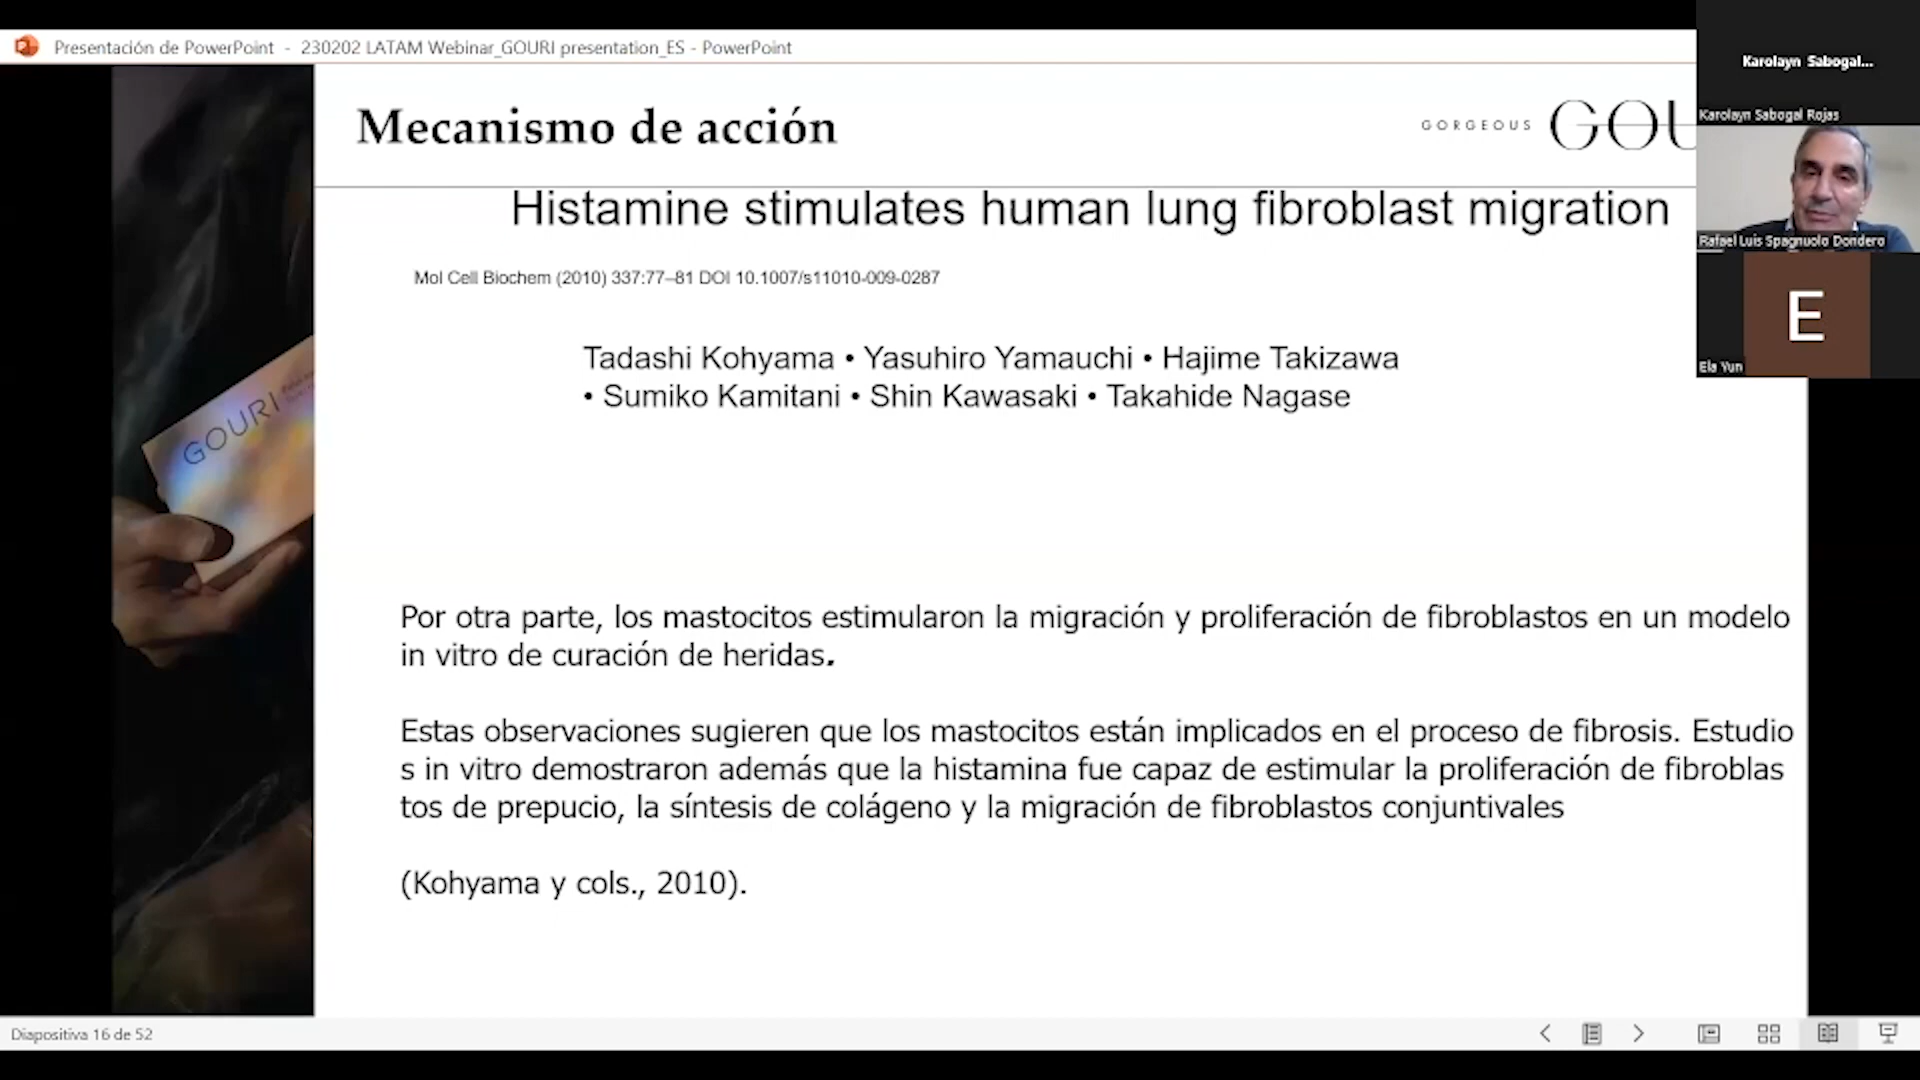 Presentación de PowerPoint - 230202 LATAM Webinar_GOURI presentation_ES - PowerPoint
Karolayn Sabogal...
Karolayn Sabogal Rojas
Mecanismo de acción
GORGEOUS GOU
Histamine stimulates human lung fibroblast migration
Rafael Luis Spagnuolo Dondero
Mol Cell Biochem (2010) 337:77–81 DOI 10.1007/s11010-009-0287
E
Ela Yun
Tadashi Kohyama • Yasuhiro Yamauchi • Hajime Takizawa
• Sumiko Kamitani • Shin Kawasaki • Takahide Nagase
GOURI
Por otra parte, los mastocitos estimularon la migración y proliferación de fibroblastos en un modelo
in vitro de curación de heridas.
Estas observaciones sugieren que los mastocitos están implicados en el proceso de fibrosis. Estudio
s in vitro demostraron además que la histamina fue capaz de estimular la proliferación de fibroblas
tos de prepucio, la síntesis de colágeno y la migración de fibroblastos conjuntivales
(Kohyama y cols., 2010).
Diapositiva 16 de 52